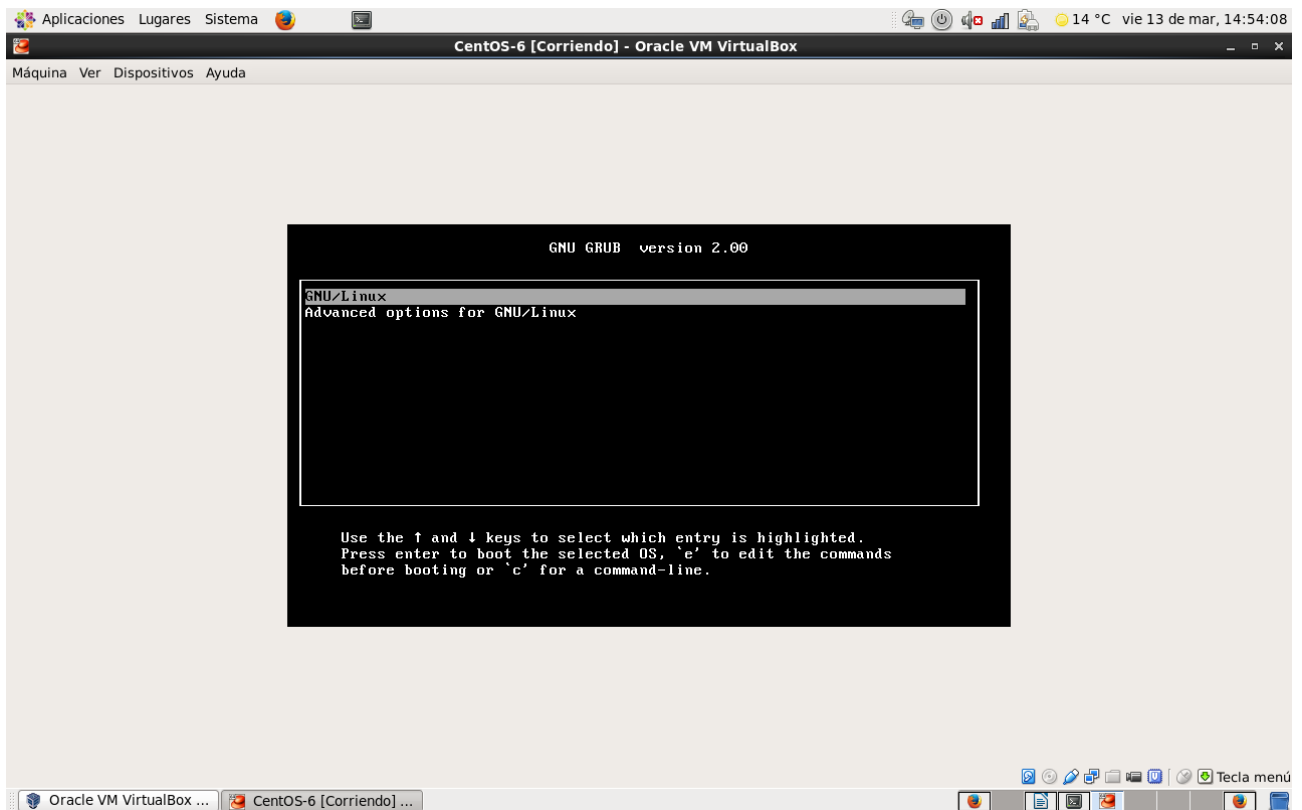 Aplicaciones Lugares Sistema 14 °C vie 13 de mar, 14:54:08
CentOS-6 [Corriendo] - Oracle VM VirtualBox
Máquina Ver Dispositivos Ayuda
GNU GRUB version 2.00
GNU/Linux
Advanced options for GNU/Linux
Use the ↑ and ↓ keys to select which entry is highlighted.
Press enter to boot the selected OS, `e' to edit the commands
before booting or `c' for a command-line.
Tecla menú
Oracle VM VirtualBox ... CentOS-6 [Corriendo] ...